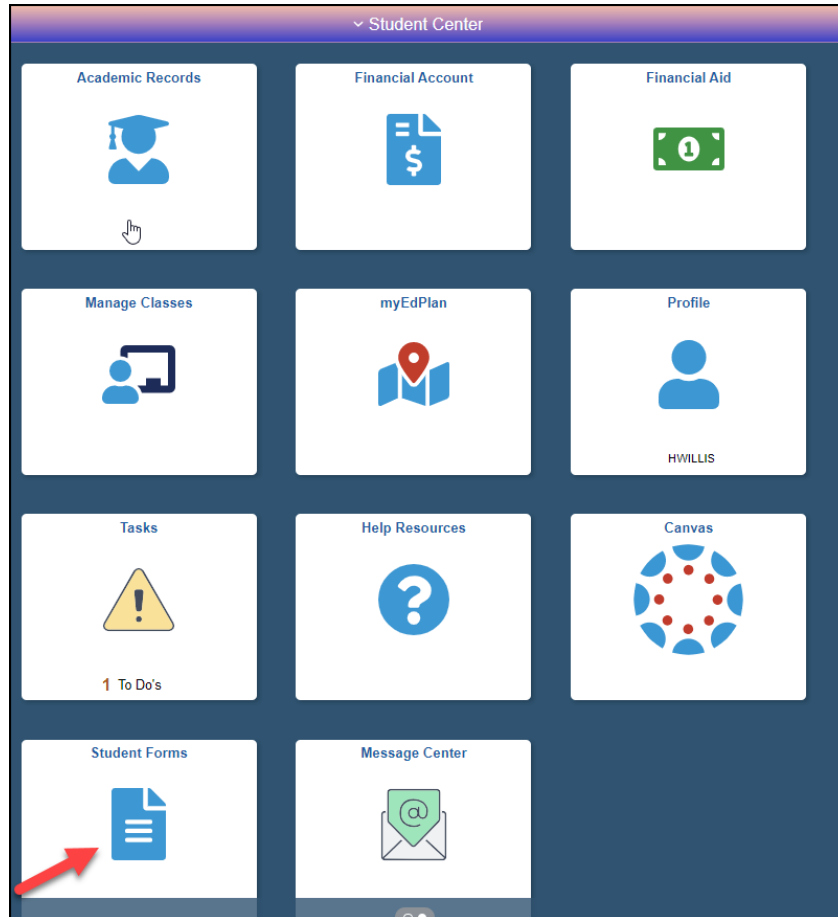 Student Center
Academic Records
Financial Account
Financial Aid
$
1
Manage Classes
myEdPlan
Profile
HWILLIS
Tasks
Help Resources
Canvas
!
?
1 To Do's
Student Forms
Message Center
@